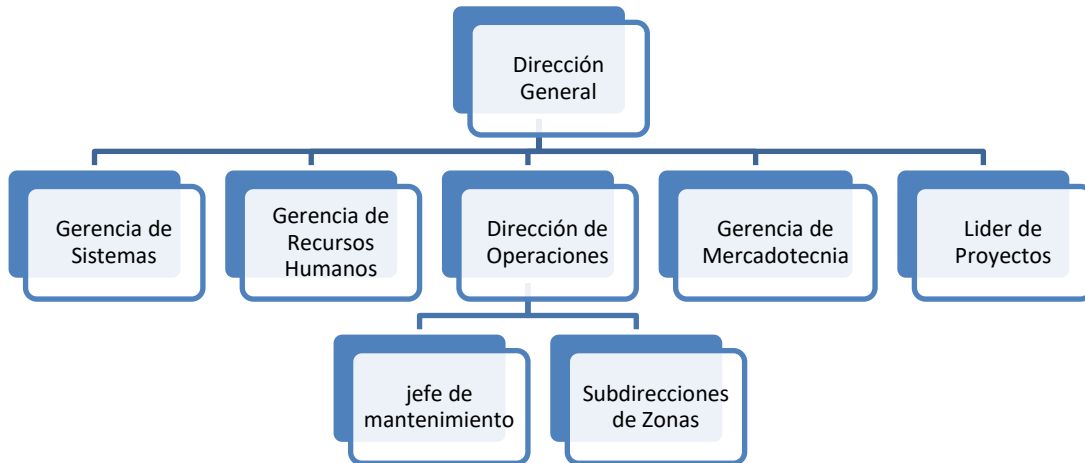 Dirección
General
Gerencia de
Sistemas
Gerencia de
Recursos
Humanos
Dirección de
Operaciones
Gerencia de
Mercadotecnia
Lider de
Proyectos
jefe de
mantenimiento
Subdirecciones
de Zonas